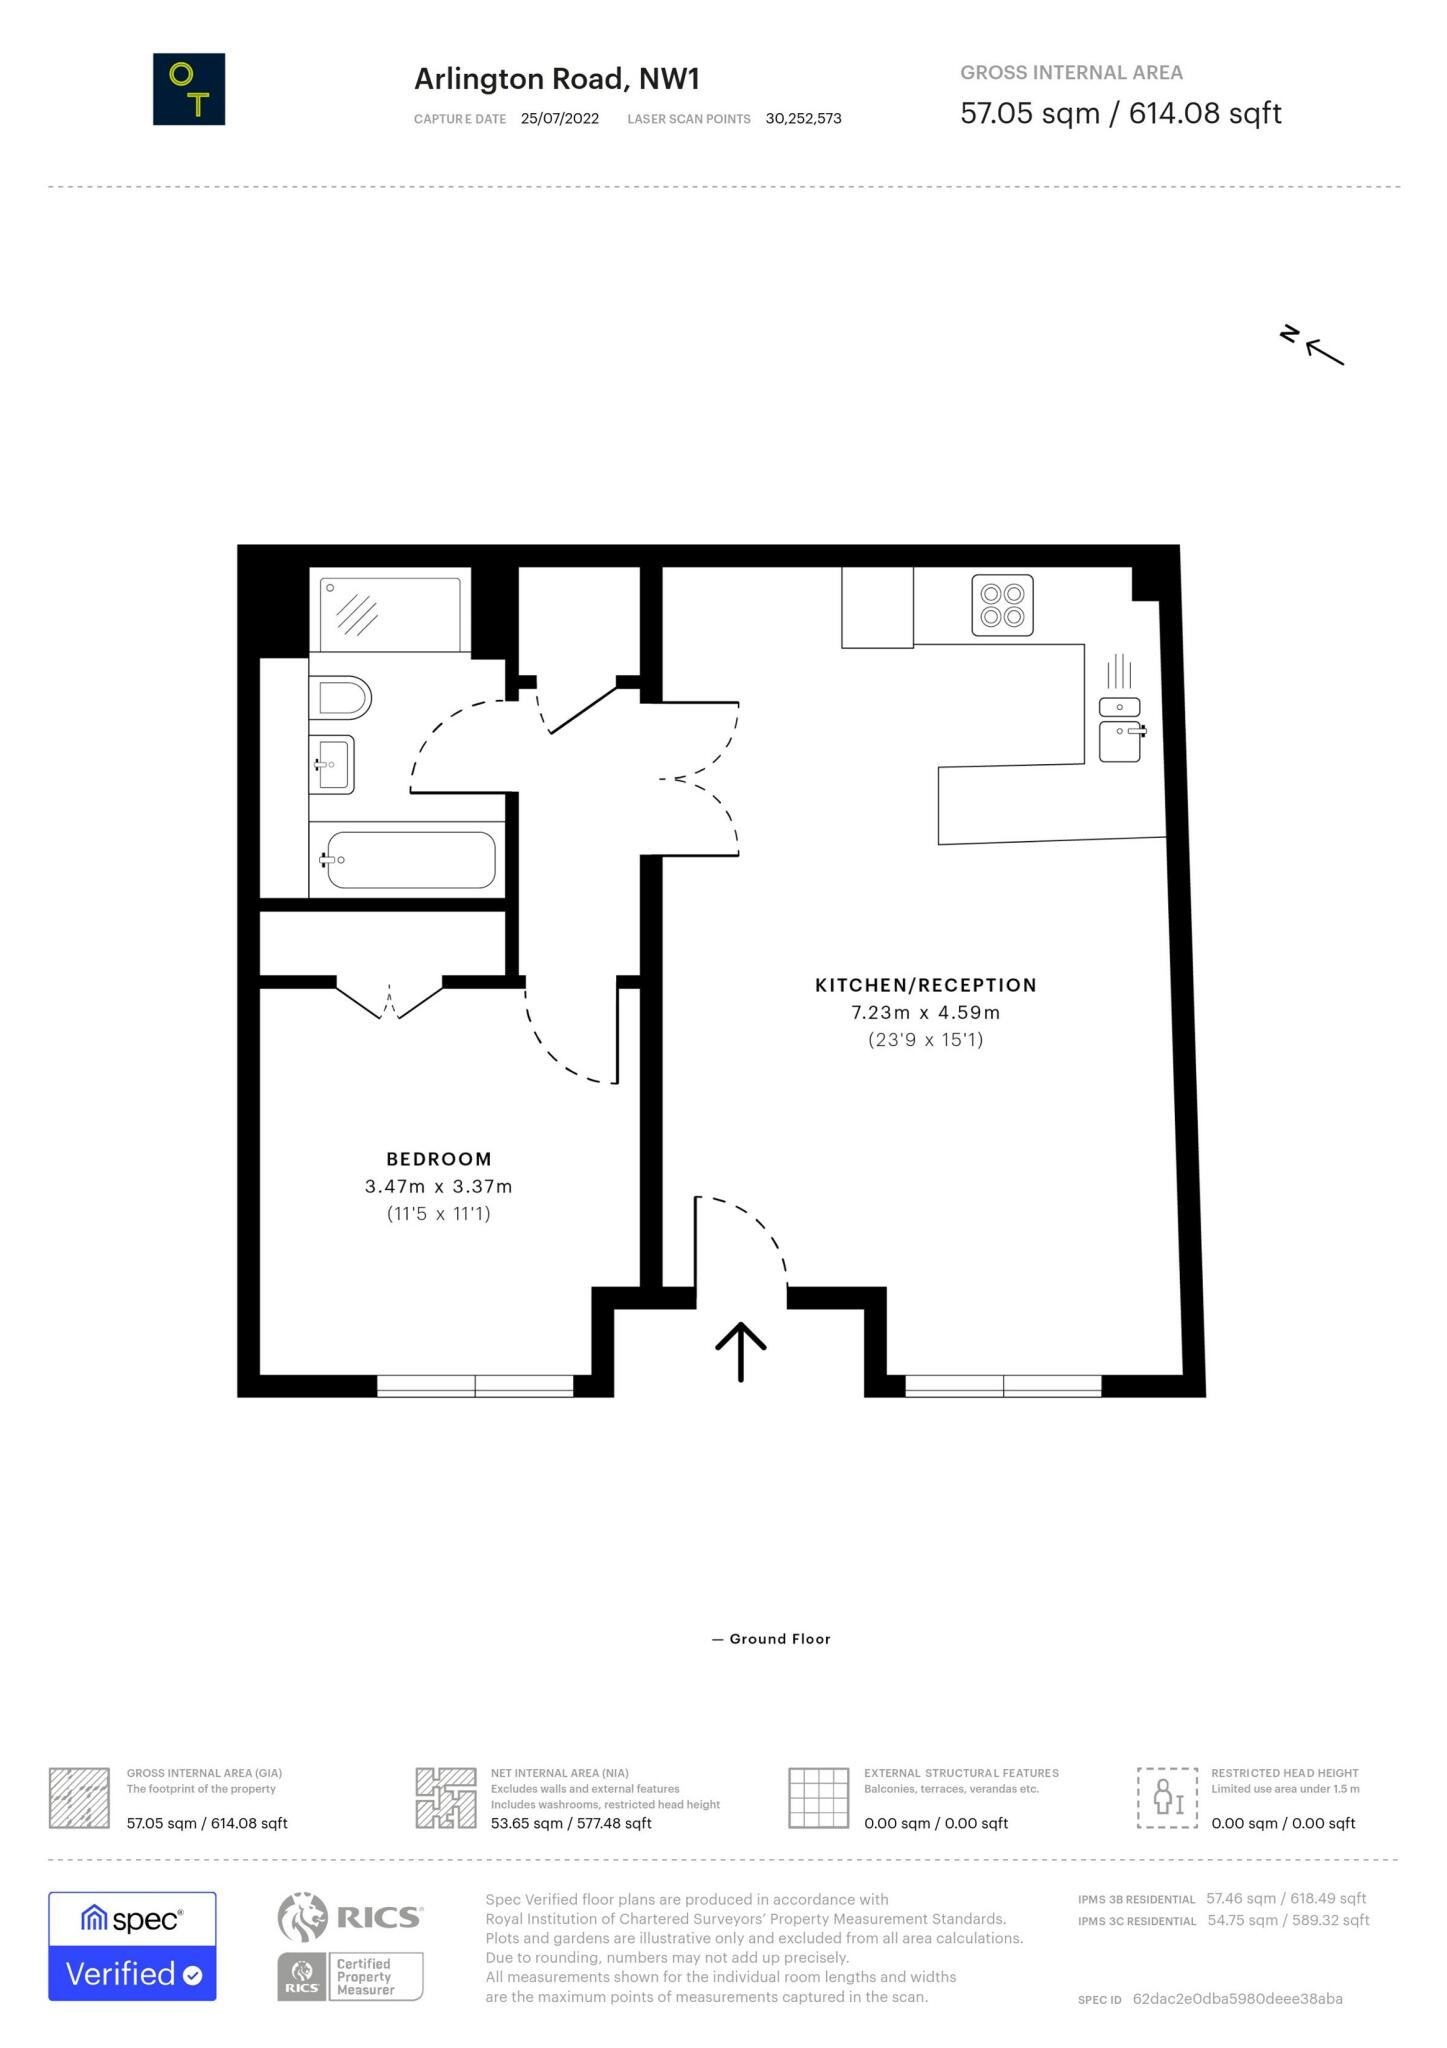 OT
Arlington Road, NW1
CAPTURE DATE 25/07/2022 LASER SCAN POINTS 30,252,573
GROSS INTERNAL AREA
57.05 sqm / 614.08 sqft
N
KITCHEN/RECEPTION
7.23m x 4.59m
(23'9 x 15'1)
BEDROOM
3.47m x 3.37m
(11'5 x 11'1)
— Ground Floor
GROSS INTERNAL AREA (GIA)
The footprint of the property
57.05 sqm / 614.08 sqft
NET INTERNAL AREA (NIA)
Excludes walls and external features
Includes washrooms, restricted head height
53.65 sqm / 577.48 sqft
EXTERNAL STRUCTURAL FEATURES
Balconies, terraces, verandas etc.
0.00 sqm / 0.00 sqft
RESTRICTED HEAD HEIGHT
Limited use area under 1.5 m
0.00 sqm / 0.00 sqft
spec®
Verified
RICS®
RICS
Certified
Property
Measurer
Spec Verified floor plans are produced in accordance with
Royal Institution of Chartered Surveyors’ Property Measurement Standards.
Plots and gardens are illustrative only and excluded from all area calculations.
Due to rounding, numbers may not add up precisely.
All measurements shown for the individual room lengths and widths
are the maximum points of measurements captured in the scan.
IPMS 3B RESIDENTIAL 57.46 sqm / 618.49 sqft
IPMS 3C RESIDENTIAL 54.75 sqm / 589.32 sqft
SPEC ID 62dac2e0dba5980deee38aba